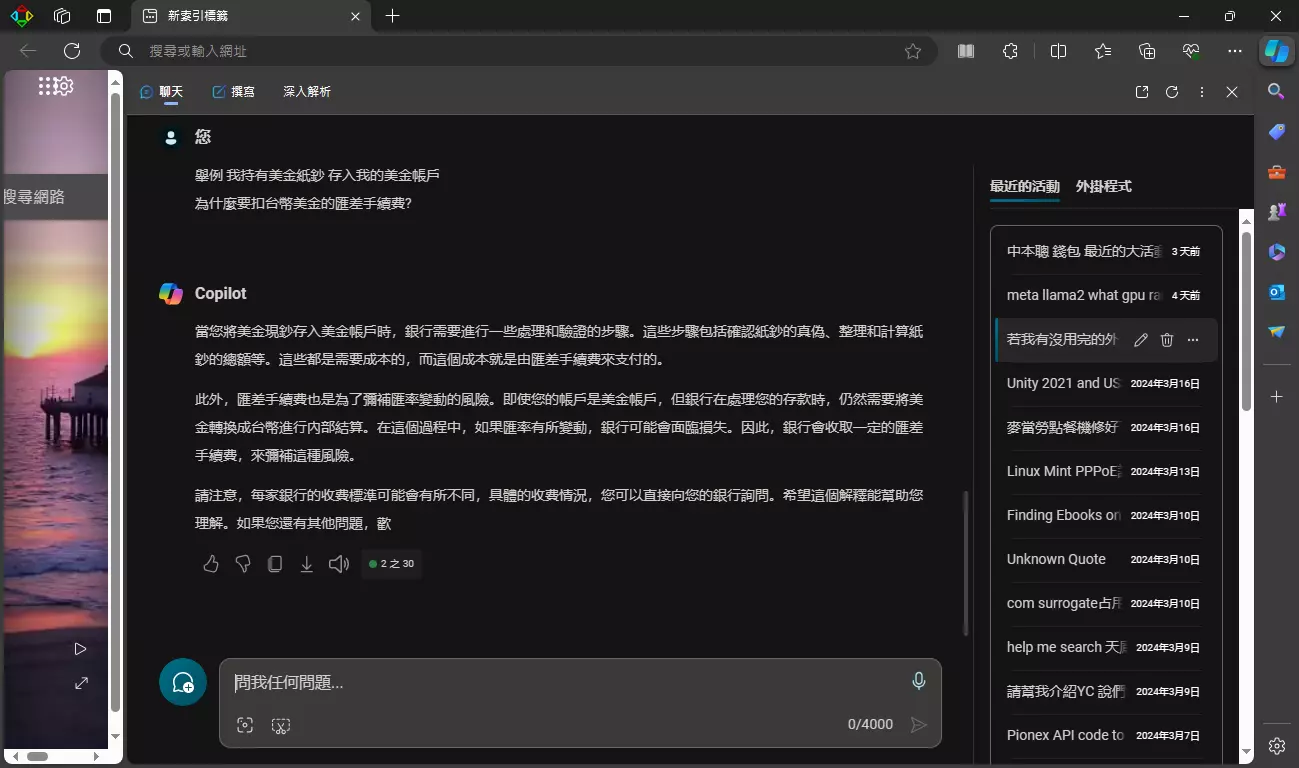 新索引標籤
搜尋或輸入網址
聊天
撰寫
深入解析
搜尋網路
您
舉例 我持有美金紙鈔 存入我的美金帳戶
為什麼要扣台幣美金的匯差手續費?
Copilot
當您將美金現鈔存入美金帳戶時，銀行需要進行一些處理和驗證的步驟。這些步驟包括確認紙鈔的真偽、整理和計算紙
鈔的總額等。這些都是需要成本的，而這個成本就是由匯差手續費來支付的。
此外，匯差手續費也是為了彌補匯率變動的風險。即使您的帳戶是美金帳戶，但銀行在處理您的存款時，仍然需要將美
金轉換成台幣進行內部結算。在這個過程中，如果匯率有所變動，銀行可能會面臨損失。因此，銀行會收取一定的匯差
手續費，來彌補這種風險。
請注意，每家銀行的收費標準可能會有所不同，具體的收費情況，您可以直接向您的銀行詢問。希望這個解釋能幫助您
理解。如果您還有其他問題，歡
2 之 30
問我任何問題...
0/4000
最近的活動 外掛程式
中本聰 錢包 最近的大活 3 天前
meta llama2 what gpu ra 4 天前
若我有沒用完的外
Unity 2021 and US 2024年3月16日
麥當勞點餐機修好 2024年3月16日
Linux Mint PPPoE 2024年3月13日
Finding Ebooks on 2024年3月10日
Unknown Quote 2024年3月10日
com surrogate占用 2024年3月10日
help me search 天 2024年3月9日
請幫我介紹YC 說們 2024年3月9日
Pionex API code to 2024年3月7日